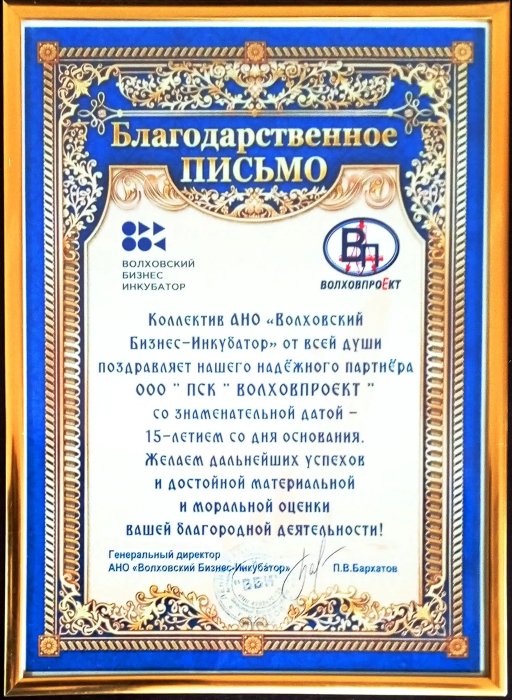 Благодарственное
ПИСЬМО
ВОЛХОВСКИЙ
БИЗНЕС
ИНКУБАТОР
ВП
ВОЛХОВПРОЕКТ
Коллектив АНО «Волховский
Бизнес-Инкубатор» от всей души
поздравляет нашего надёжного партнёра
ООО " ПСК " ВОЛХОВПРОЕКТ "
со знаменательной датой –
15-летием со дня основания.
Желаем дальнейших успехов
и достойной материальной
и моральной оценки
вашей благородной деятельности!
Генеральный директор
АНО «Волховский Бизнес-Инкубатор»
П.В.Бархатов
"ВБИ"